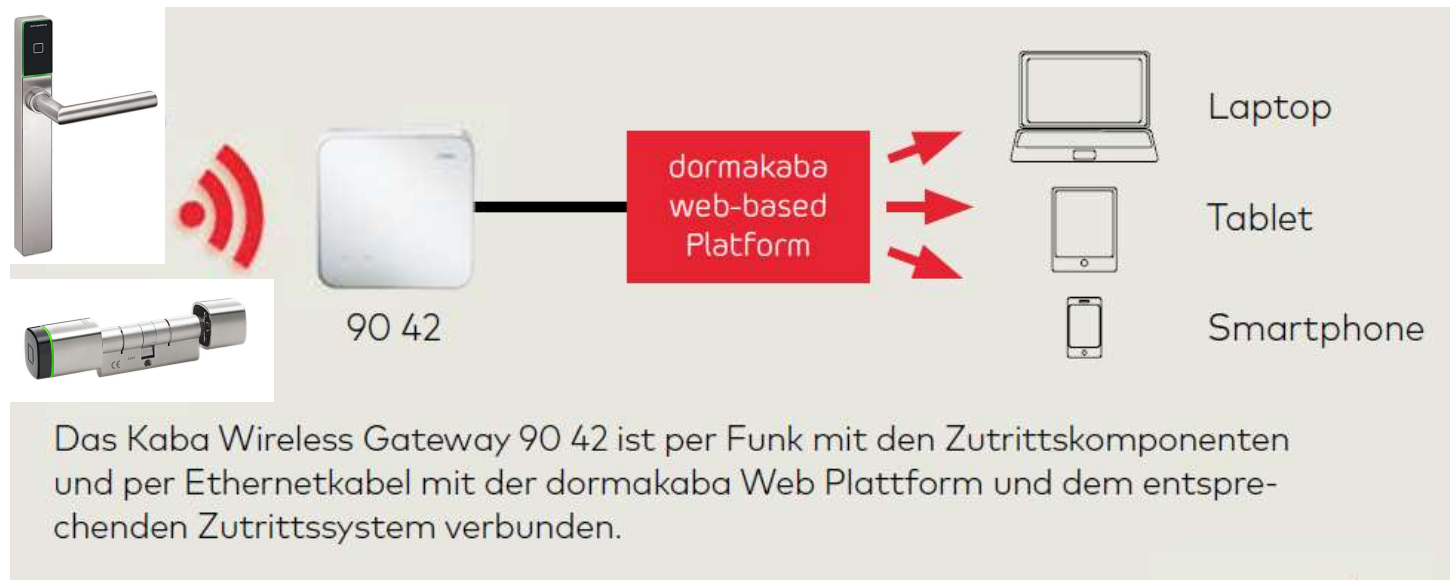 dormakaba
web-based
Platform
Laptop
Tablet
Smartphone
90 42
CE
Das Kaba Wireless Gateway 90 42 ist per Funk mit den Zutrittskomponenten
und per Ethernetkabel mit der dormakaba Web Plattform und dem entspre-
chenden Zutrittssystem verbunden.